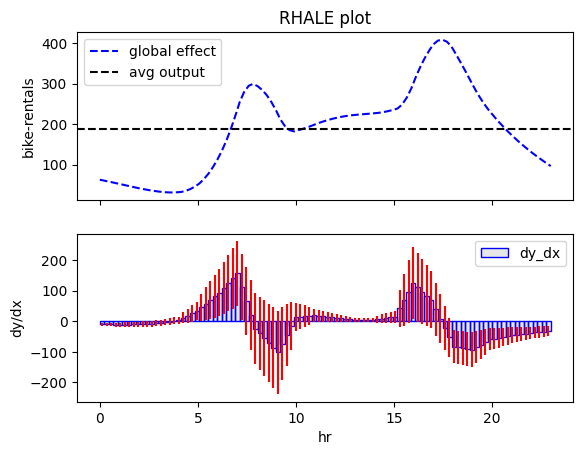 RHALE plot
global effect
avg output
bike-rentals
400
300
200
100
dy_dx
dy/dx
200
100
0
−100
−200
0 5 10 15 20
hr